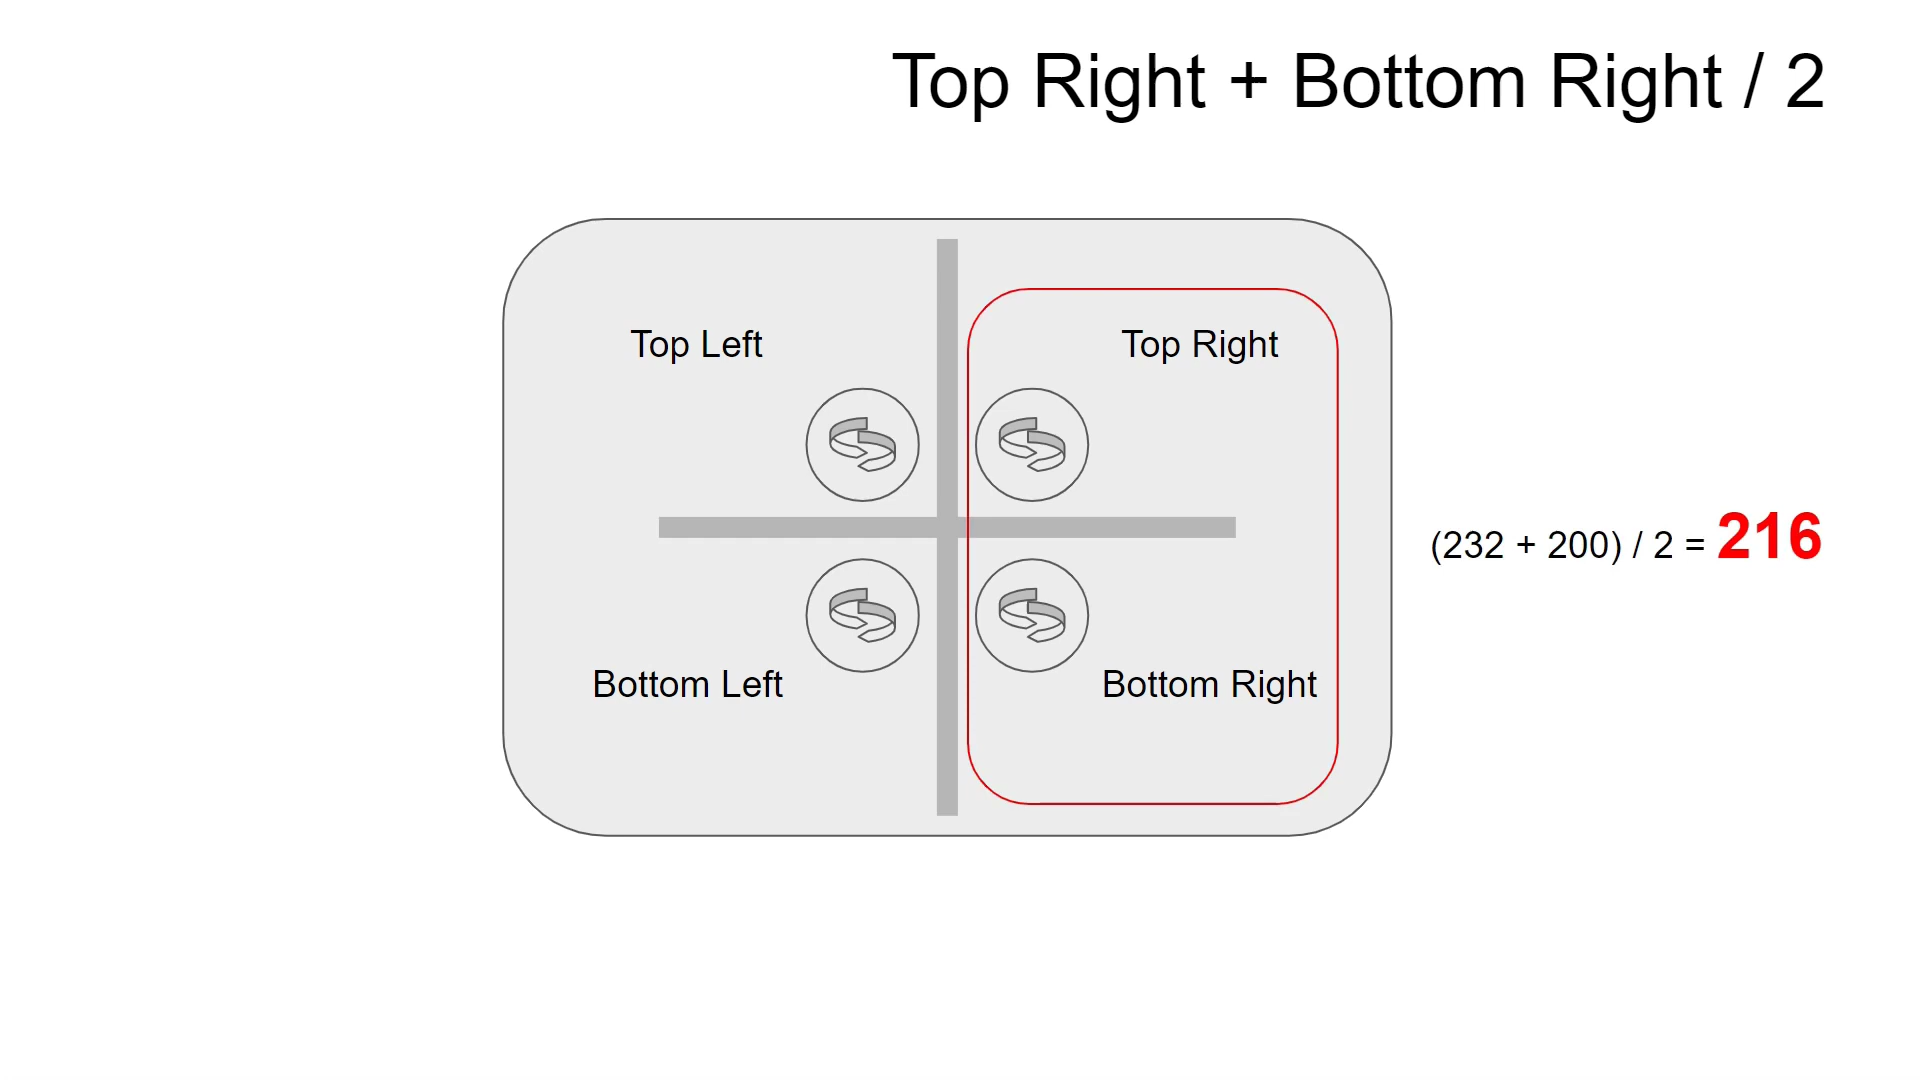 Top Right + Bottom Right / 2
Top Left
Top Right
(232 + 200) / 2 = 216
Bottom Left
Bottom Right